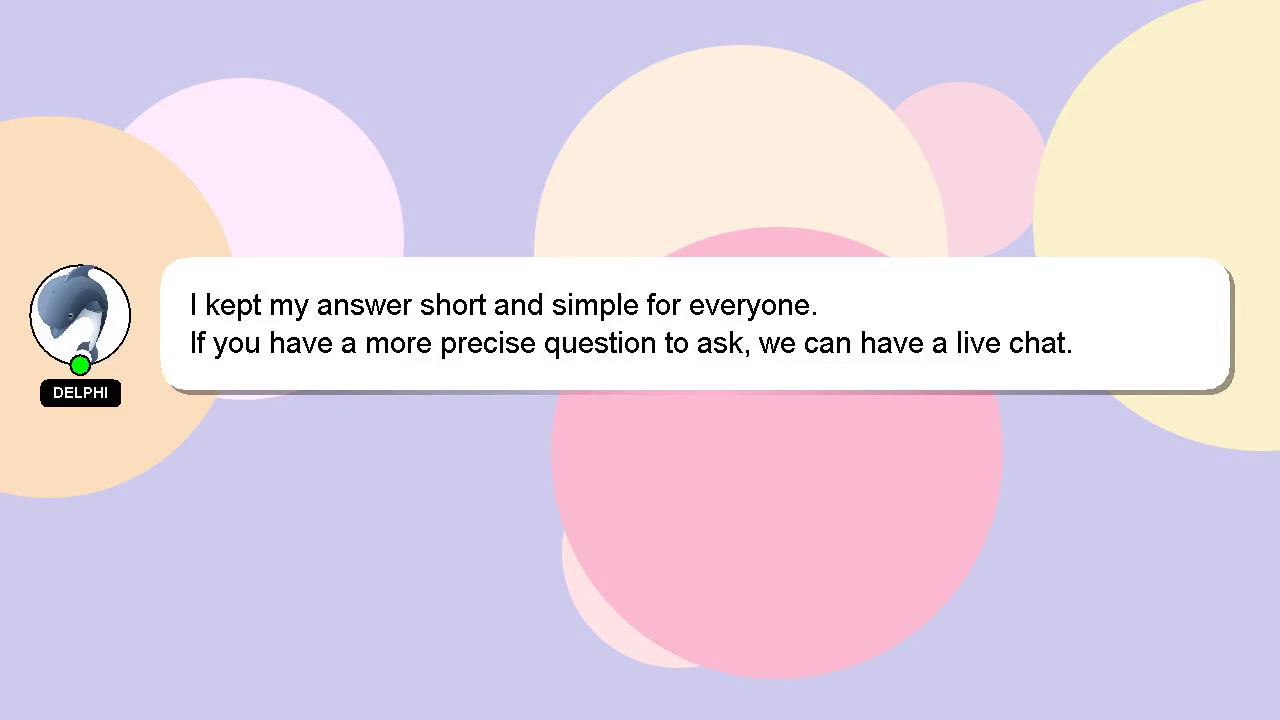 I kept my answer short and simple for everyone.
If you have a more precise question to ask, we can have a live chat.
DELPHI